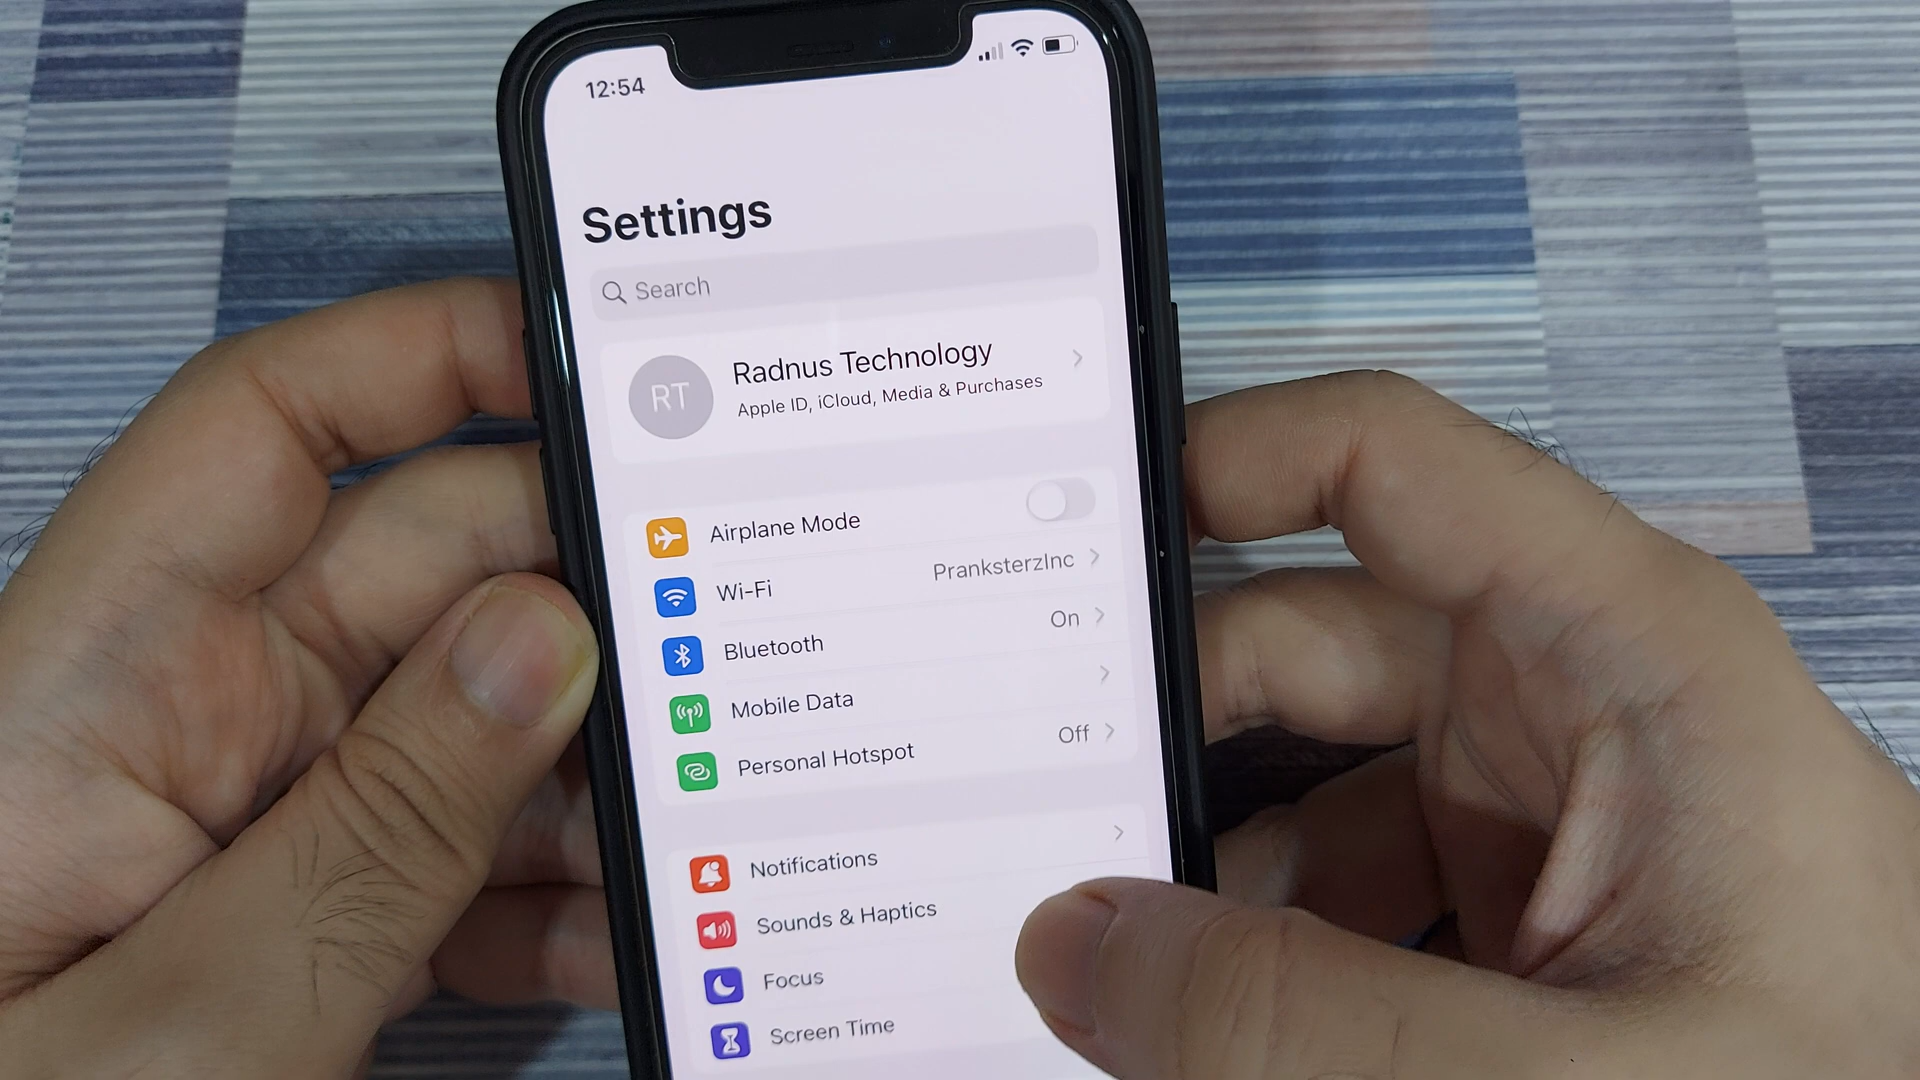 12:54
Settings
Search
RT
Radnus Technology
Apple ID, iCloud, Media & Purchases
Airplane Mode
Wi-Fi PranksterzInc
Bluetooth On
Mobile Data
Personal Hotspot Off
Notifications
Sounds & Haptics
Focus
Screen Time